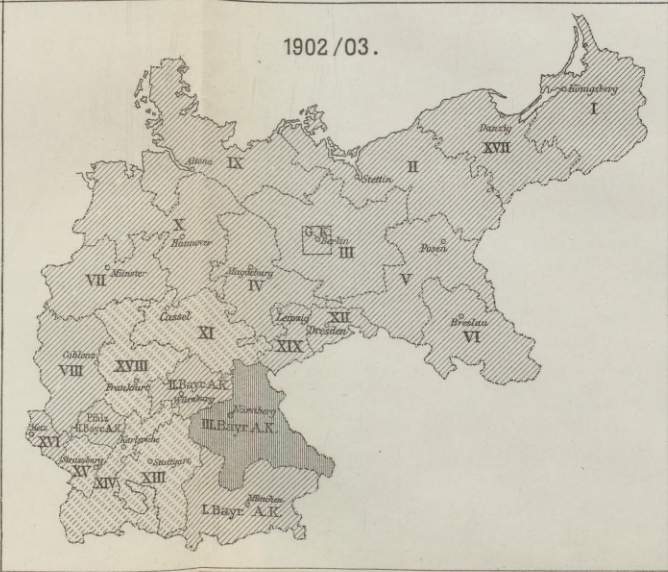 1902/03.
Königsberg
I
Danzig
XVII
Altona
IX
II
Stettin
X
Hannover
G.K.
Berlin
III
Posen
V
VII
Münster
Magdeburg
IV
Cassel
XI
Leipzig
XII
Dresden
XIX
Breslau
VI
Coblenz
VIII
XVIII
Frankfurt
II.Bayr.A.K.
Würzburg
Nürnberg
III.Bayr.A.K.
Metz
XVI
Pfalz
II.Bayr.A.K.
Karlsruhe
Strassburg
XV
XIV
Stuttgart
XIII
München
I.Bayr.A.K.